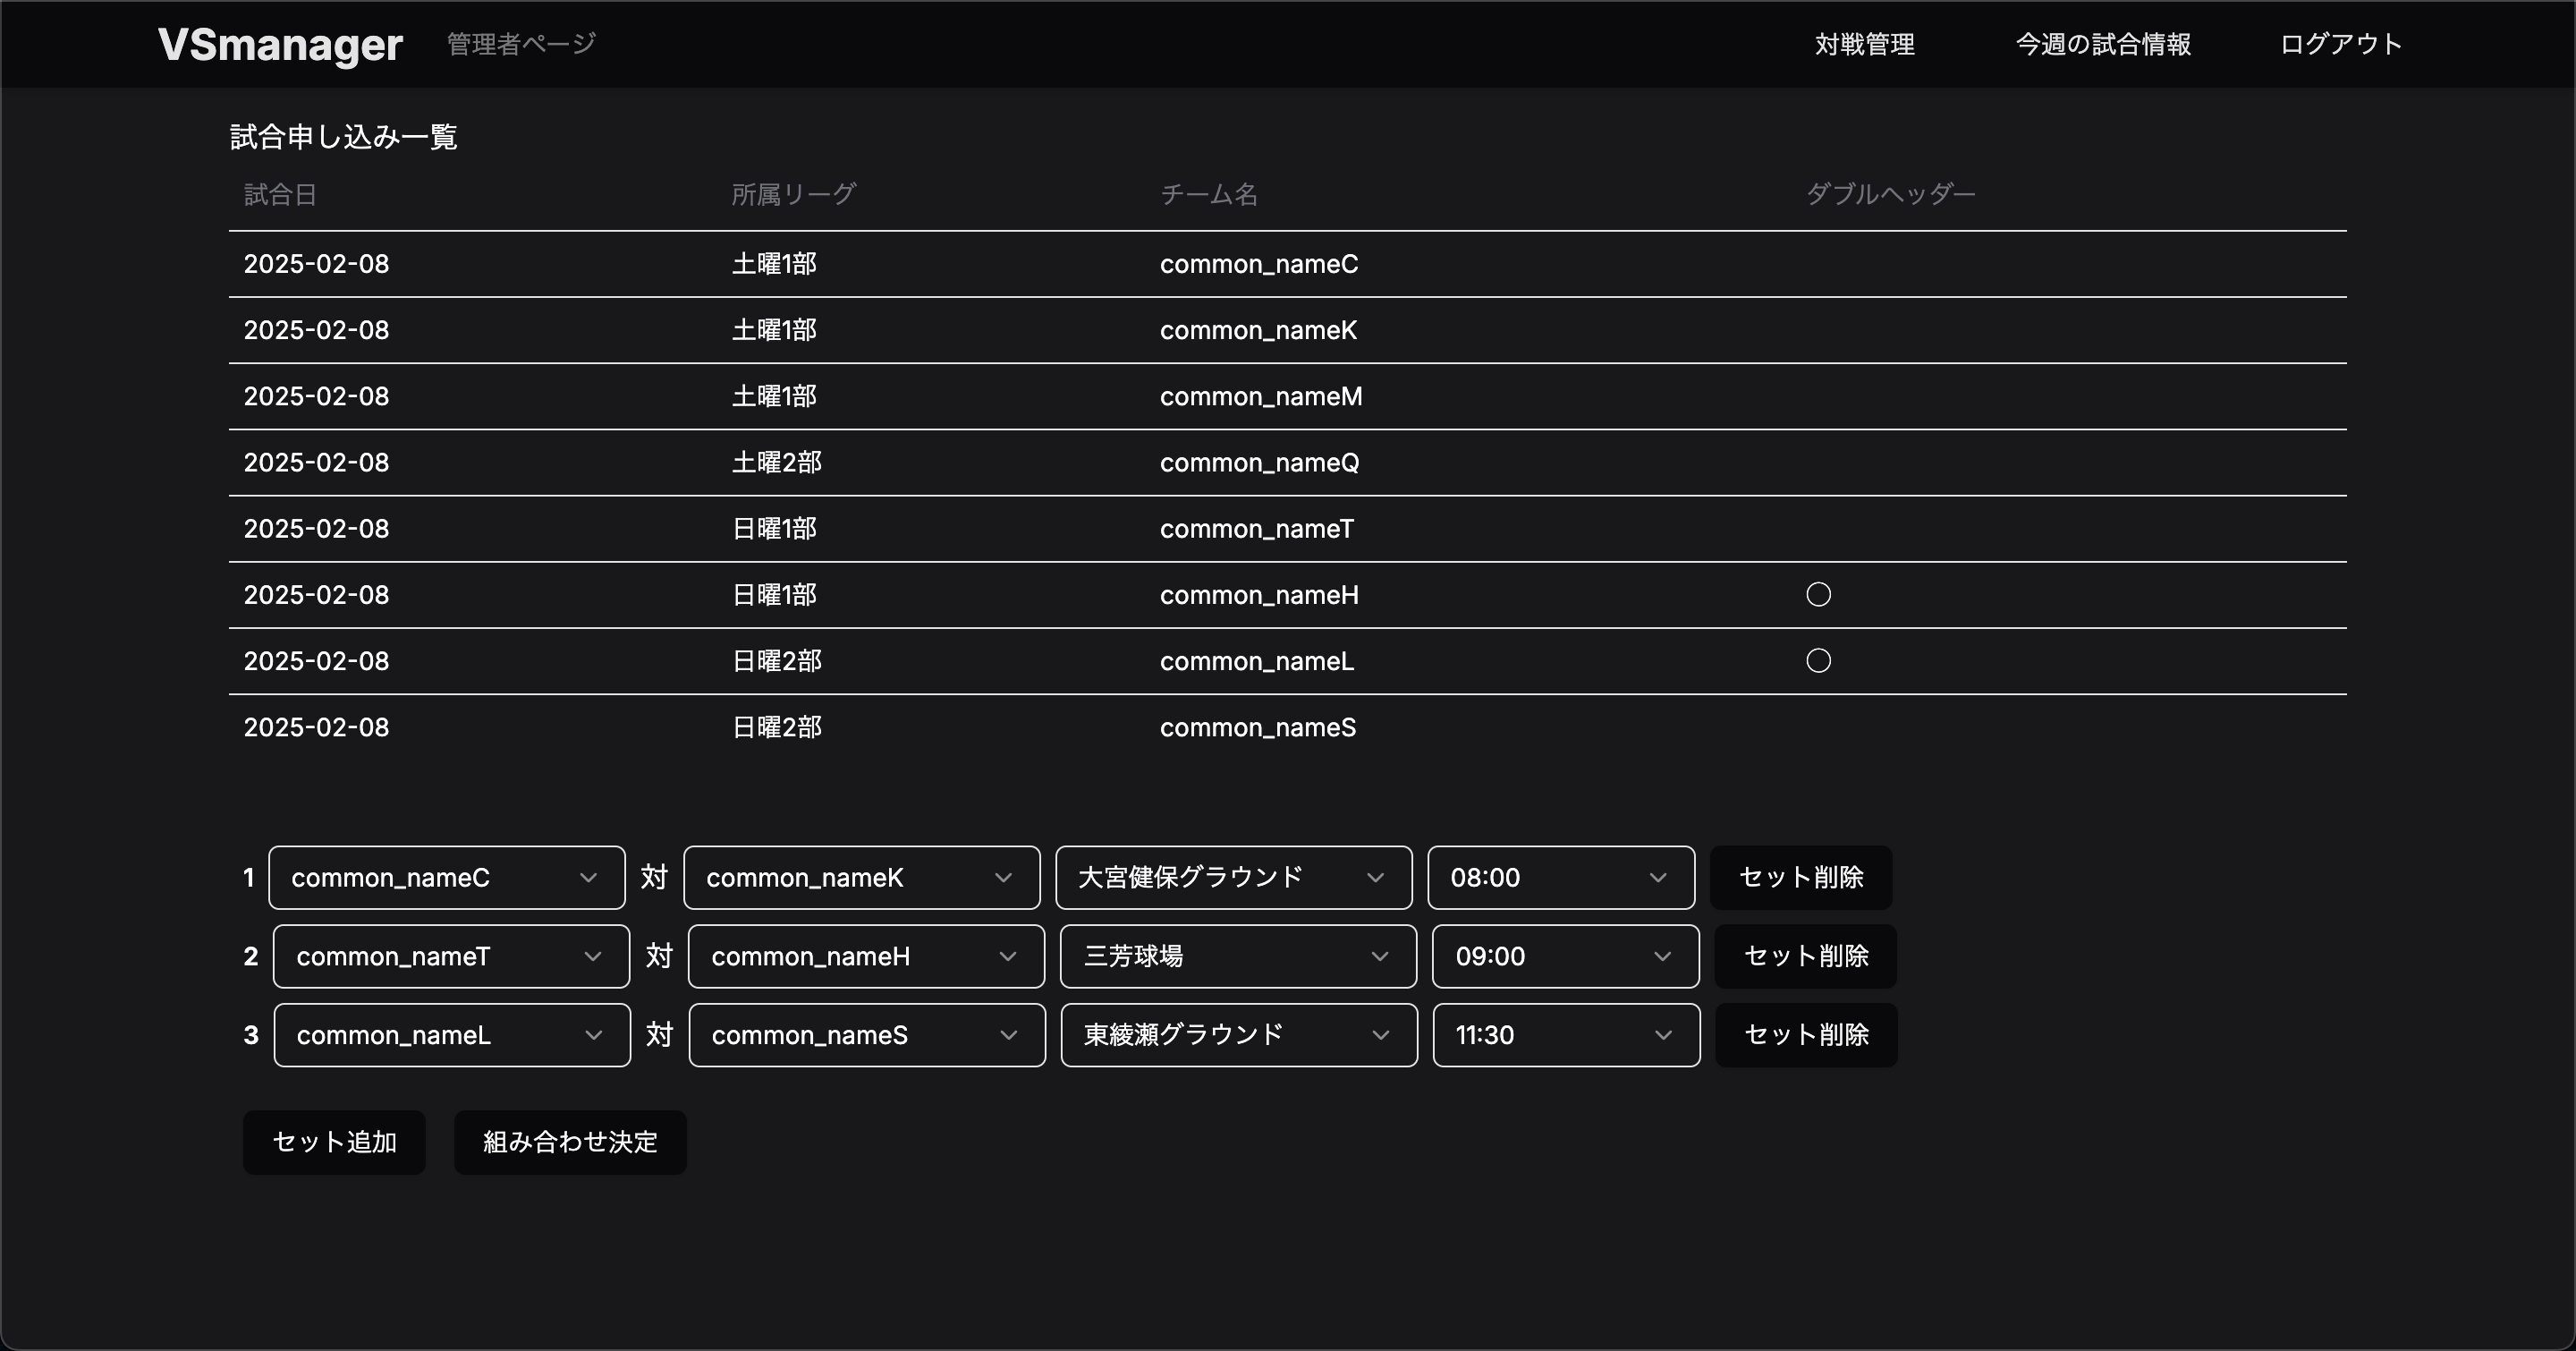 VSmanager 管理者ページ 対戦管理 今週の試合情報 ログアウト
試合申し込み一覧
試合日 所属リーグ チーム名 ダブルヘッダー
2025-02-08 土曜1部 common_nameC
2025-02-08 土曜1部 common_nameK
2025-02-08 土曜1部 common_nameM
2025-02-08 土曜2部 common_nameQ
2025-02-08 日曜1部 common_nameT
2025-02-08 日曜1部 common_nameH ◯
2025-02-08 日曜2部 common_nameL ◯
2025-02-08 日曜2部 common_nameS
1 common_nameC 対 common_nameK 大宮健保グラウンド 08:00 セット削除
2 common_nameT 対 common_nameH 三芳球場 09:00 セット削除
3 common_nameL 対 common_nameS 東綾瀬グラウンド 11:30 セット削除
セット追加 組み合わせ決定